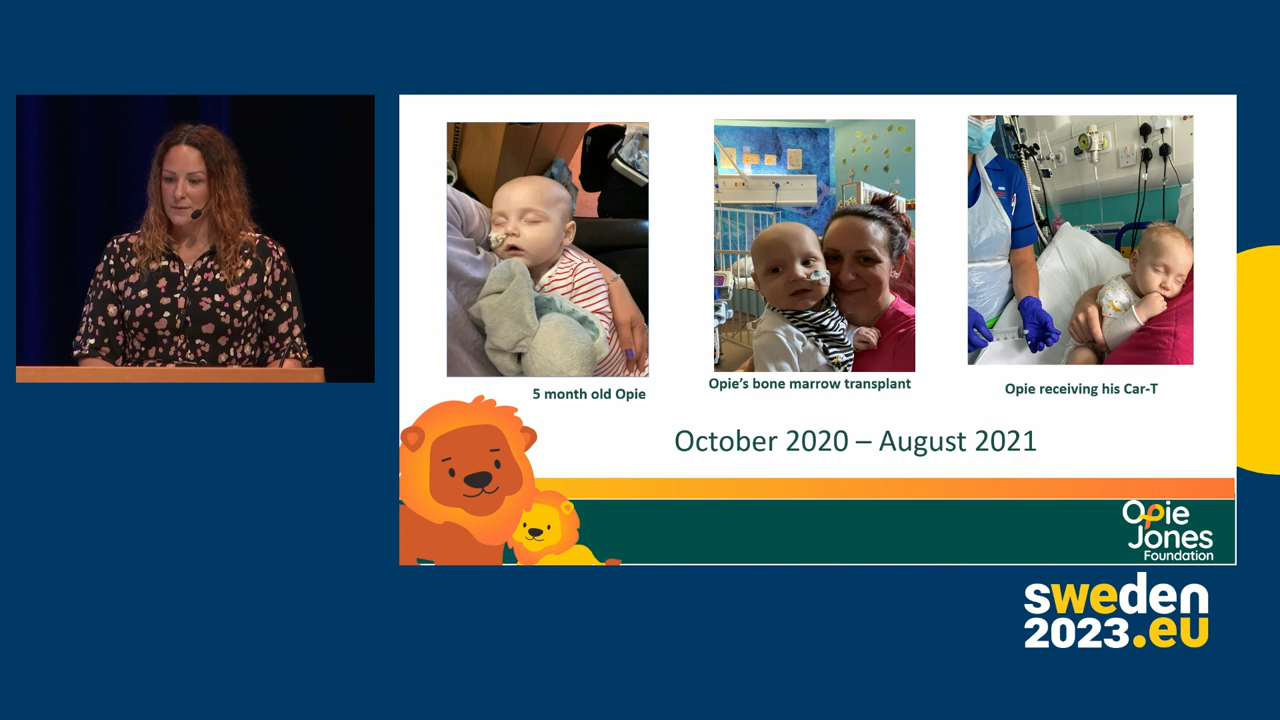 5 month old Opie
Opie’s bone marrow transplant
Opie receiving his Car-T
October 2020 – August 2021
Opie
Jones
Foundation
sweden
2023.eu